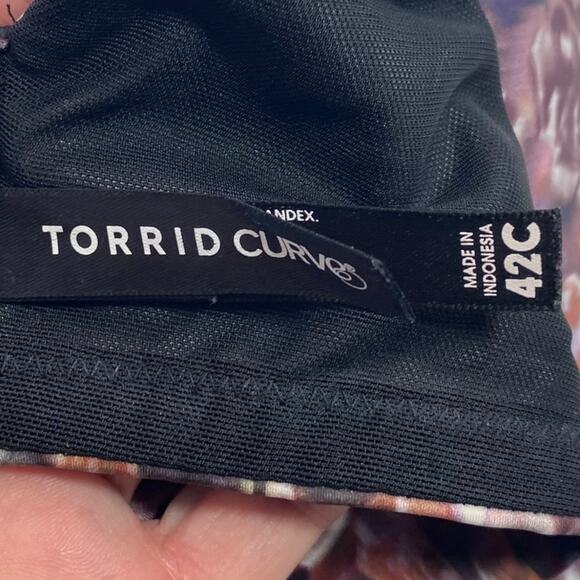 ANDEX.
TORRID CURVE
MADE IN
INDONESIA
42C